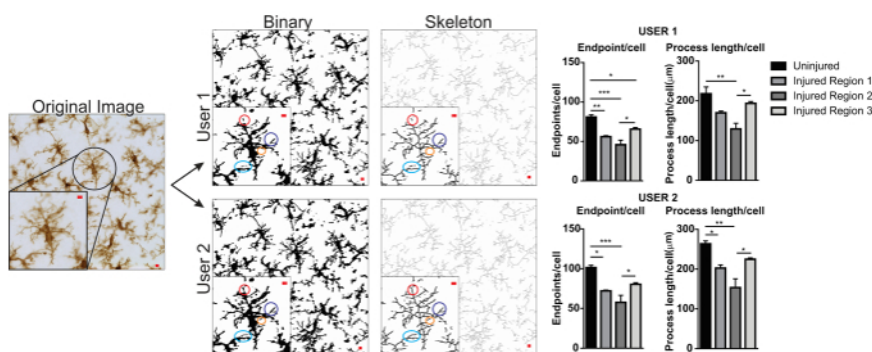 Binary
Skeleton
Original Image
User 1
User 2
USER 1
Endpoint/cell
Endpoints/cell
150
100
50
0
**
***
*
*
Process length/cell
Process length/cell(µm)
300
200
100
0
**
*
Uninjured
Injured Region 1
Injured Region 2
Injured Region 3
USER 2
Endpoint/cell
Endpoints/cell
150
100
50
0
*
***
*
Process length/cell
Process length/cell(µm)
300
200
100
0
*
**
*